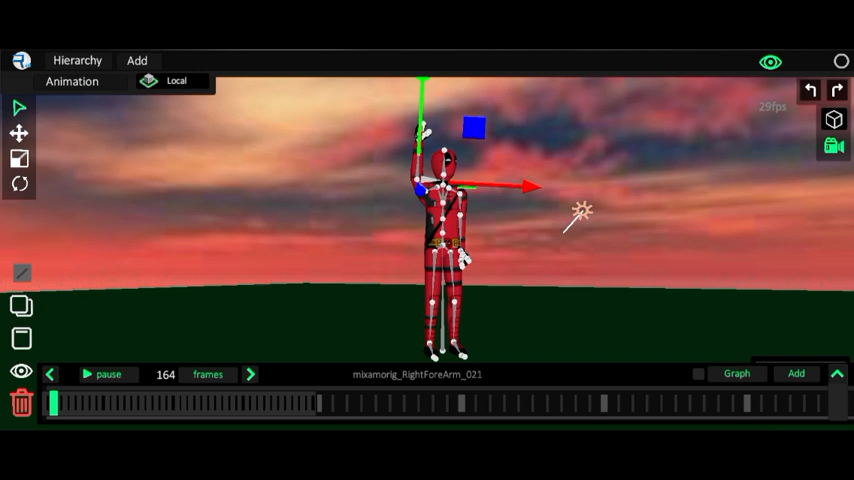 Hierarchy Add
Animation Local
29fps
pause 164 frames mixamorig_RightForeArm_021 Graph Add